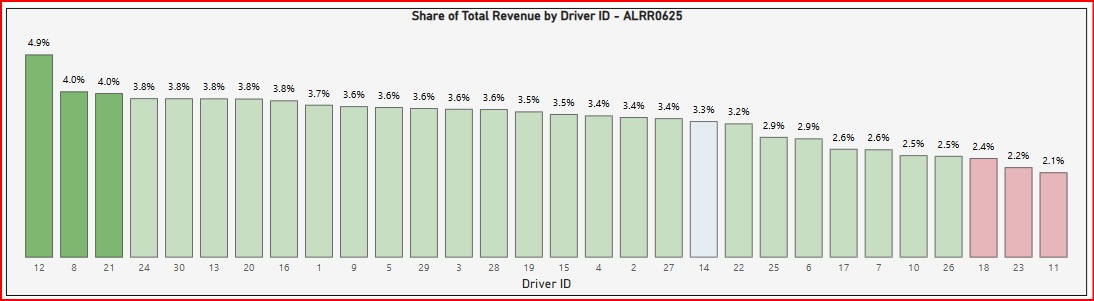 Share of Total Revenue by Driver ID - ALRR0625
4.9% 4.0% 4.0% 3.8% 3.8% 3.8% 3.8% 3.8% 3.7% 3.6% 3.6% 3.6% 3.6% 3.6% 3.5% 3.5% 3.4% 3.4% 3.4% 3.3% 3.2% 2.9% 2.9% 2.6% 2.6% 2.5% 2.5% 2.4% 2.2% 2.1%
12 8 21 24 30 13 20 16 1 9 5 29 3 28 19 15 4 2 27 14 22 25 6 17 7 10 26 18 23 11
Driver ID